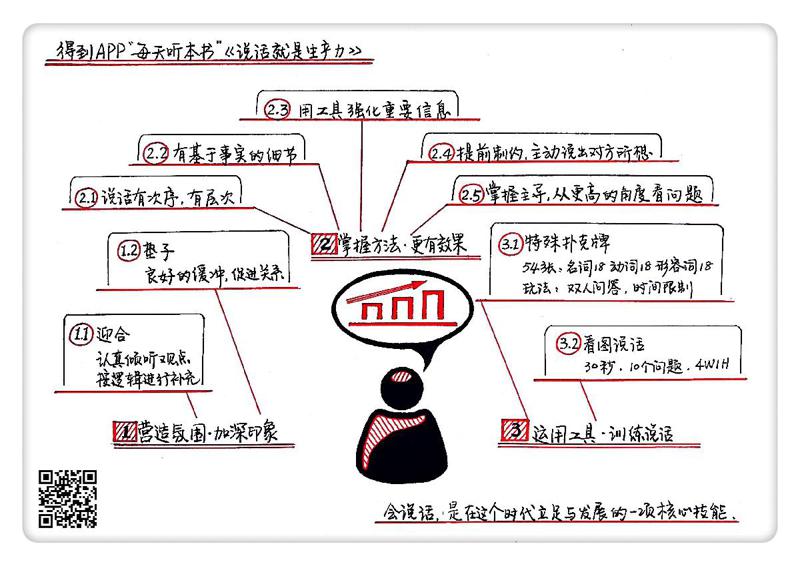 得到APP"每天听本书"《说话就是生产力》
2.3 用工具强化重要信息
2.2 有基于事实的细节
2.4 提前制约，主动说出对方所想
2.1 说话有次序，有层次
2.5 掌握主导，从更高的角度看问题
2 掌握方法·更有效果
1.2 垫子
良好的缓冲，促进关系
3.1 特殊扑克牌
54张、名词18 动词18 形容词18
玩法：双人问答，时间限制
1.1 迎合
认真倾听观点
按逻辑进行补充
3.2 看图说话
30秒、10个问题、4W1H
1 营造氛围·加深印象
3 运用工具·训练说话
会说话，是在这个时代立足与发展的一项核心技能.